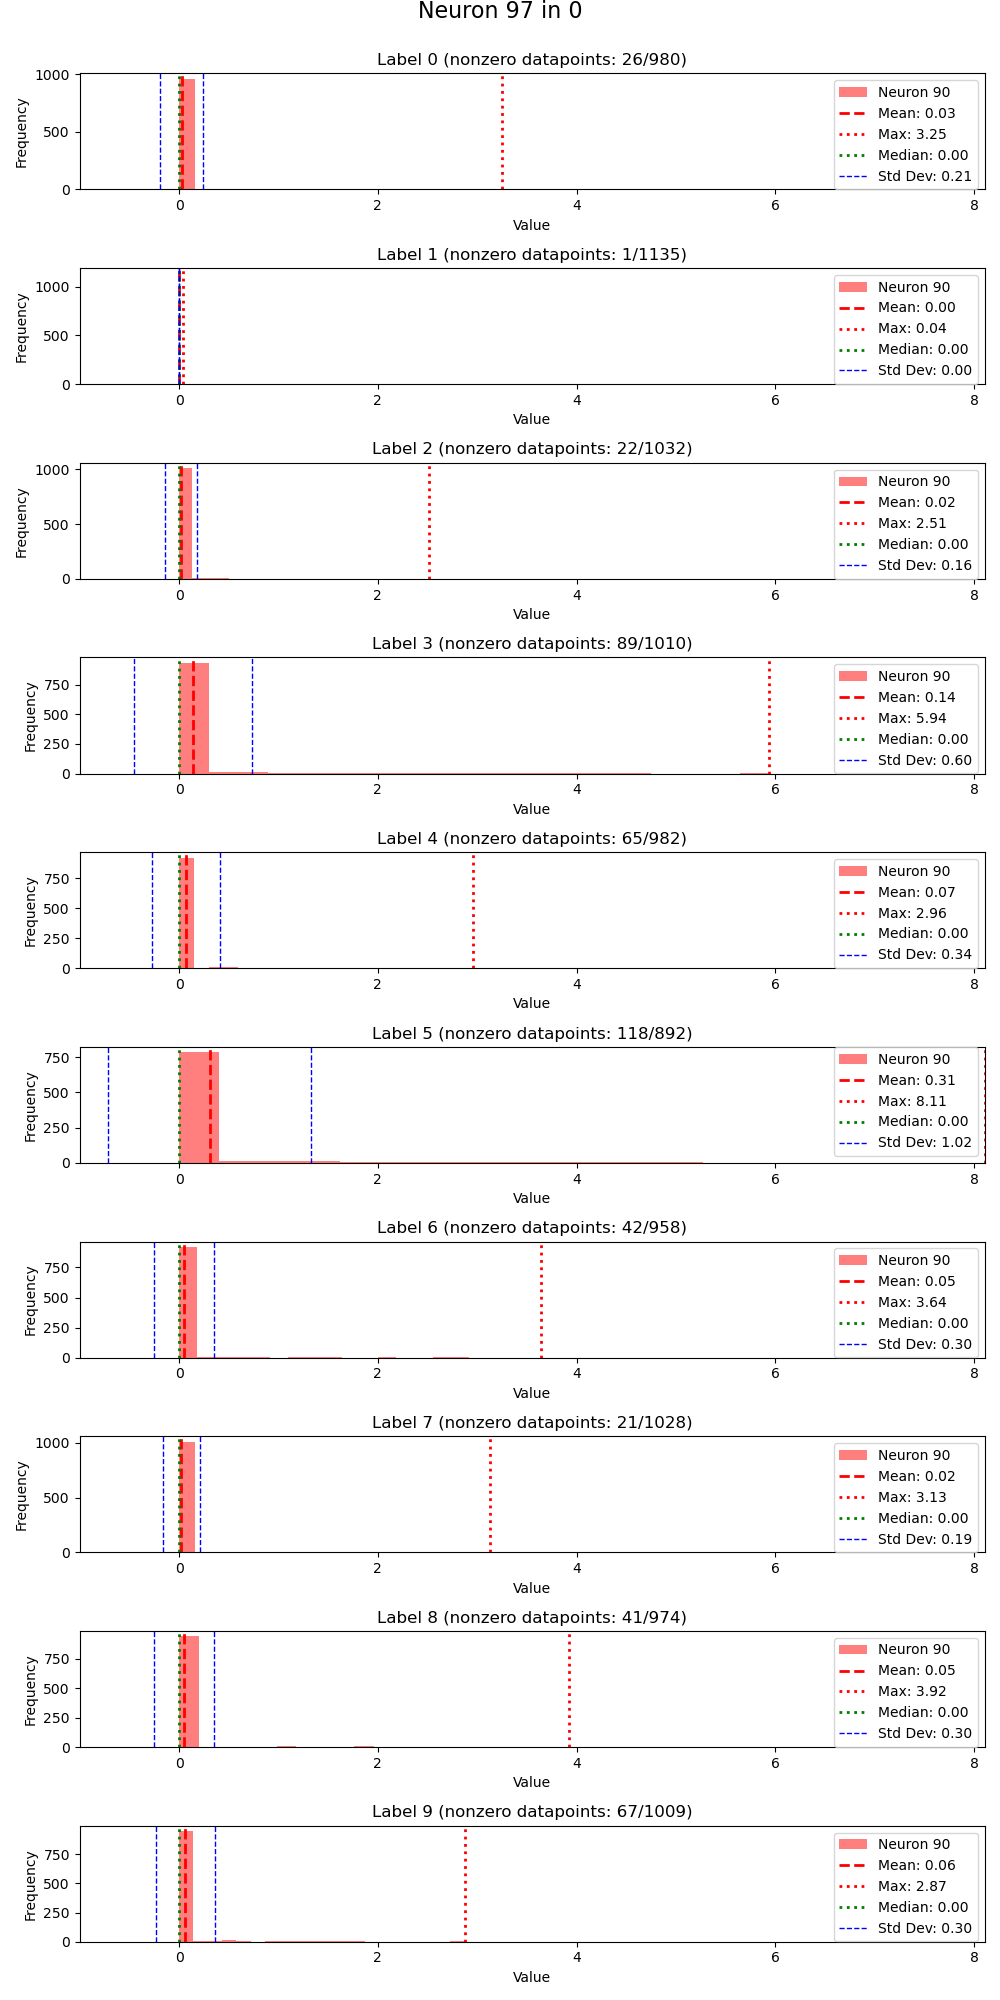 Neuron 97 in 0
Label 0 (nonzero datapoints: 26/980)
Frequency
1000
500
0
Neuron 90
Mean: 0.03
Max: 3.25
Median: 0.00
Std Dev: 0.21
0 2 4 6 8
Value
Label 1 (nonzero datapoints: 1/1135)
Frequency
1000
500
0
Neuron 90
Mean: 0.00
Max: 0.04
Median: 0.00
Std Dev: 0.00
0 2 4 6 8
Value
Label 2 (nonzero datapoints: 22/1032)
Frequency
1000
500
0
Neuron 90
Mean: 0.02
Max: 2.51
Median: 0.00
Std Dev: 0.16
0 2 4 6 8
Value
Label 3 (nonzero datapoints: 89/1010)
Frequency
750
500
250
0
Neuron 90
Mean: 0.14
Max: 5.94
Median: 0.00
Std Dev: 0.60
0 2 4 6 8
Value
Label 4 (nonzero datapoints: 65/982)
Frequency
750
500
250
0
Neuron 90
Mean: 0.07
Max: 2.96
Median: 0.00
Std Dev: 0.34
0 2 4 6 8
Value
Label 5 (nonzero datapoints: 118/892)
Frequency
750
500
250
0
Neuron 90
Mean: 0.31
Max: 8.11
Median: 0.00
Std Dev: 1.02
0 2 4 6 8
Value
Label 6 (nonzero datapoints: 42/958)
Frequency
750
500
250
0
Neuron 90
Mean: 0.05
Max: 3.64
Median: 0.00
Std Dev: 0.30
0 2 4 6 8
Value
Label 7 (nonzero datapoints: 21/1028)
Frequency
1000
500
0
Neuron 90
Mean: 0.02
Max: 3.13
Median: 0.00
Std Dev: 0.19
0 2 4 6 8
Value
Label 8 (nonzero datapoints: 41/974)
Frequency
750
500
250
0
Neuron 90
Mean: 0.05
Max: 3.92
Median: 0.00
Std Dev: 0.30
0 2 4 6 8
Value
Label 9 (nonzero datapoints: 67/1009)
Frequency
750
500
250
0
Neuron 90
Mean: 0.06
Max: 2.87
Median: 0.00
Std Dev: 0.30
0 2 4 6 8
Value